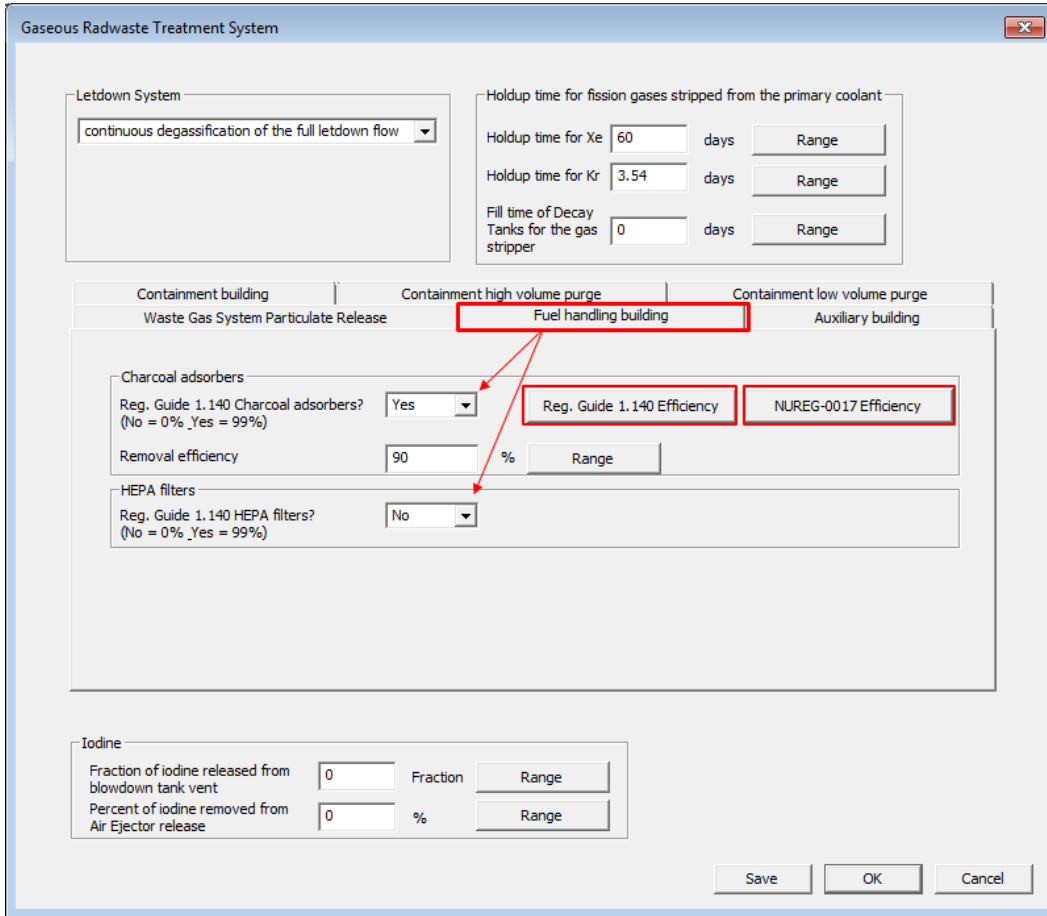 Gaseous Radwaste Treatment System
Letdown System
continuous degassification of the full letdown flow
Holdup time for fission gases stripped from the primary coolant
Holdup time for Xe 60 days Range
Holdup time for Kr 3.54 days Range
Fill time of Decay
Tanks for the gas 0 days Range
stripper
Containment building Containment high volume purge Containment low volume purge
Waste Gas System Particulate Release Fuel handling building Auxiliary building
Charcoal adsorbers
Reg. Guide 1.140 Charcoal adsorbers? Yes Reg. Guide 1.140 Efficiency NUREG-0017 Efficiency
(No = 0% _Yes = 99%)
Removal efficiency 90 % Range
HEPA filters
Reg. Guide 1.140 HEPA filters? No
(No = 0% _Yes = 99%)
Iodine
Fraction of iodine released from 0 Fraction Range
blowdown tank vent
Percent of iodine removed from 0 % Range
Air Ejector release
Save OK Cancel